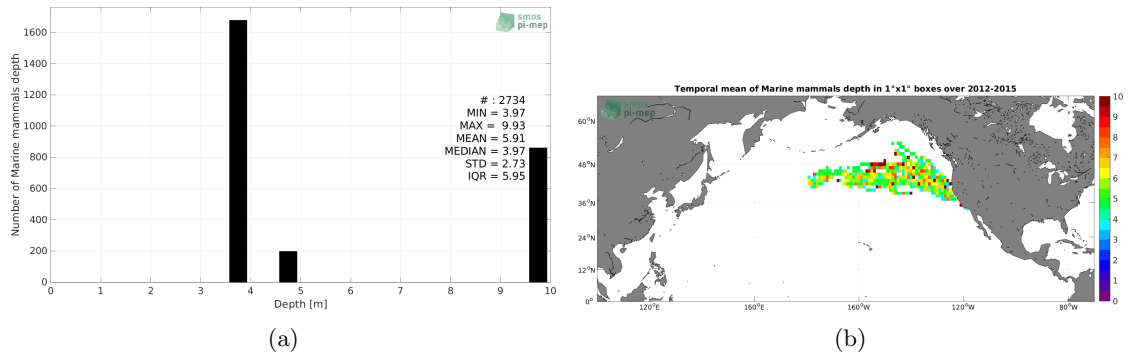 1600
1400
1200
1000
800
600
400
200
0
Number of Marine mammals depth
smos
pi-mep
# : 2734
MIN = 3.97
MAX = 9.93
MEAN = 5.91
MEDIAN = 3.97
STD = 2.73
IQR = 5.95
0 1 2 3 4 5 6 7 8 9 10
Depth [m]
(a)
Temporal mean of Marine mammals depth in 1°x1° boxes over 2012-2015
smos
pi-mep
60°N
48°N
36°N
24°N
12°N
0°
120°E 160°E 160°W 120°W 80°W
10
9
8
7
6
5
4
3
2
1
0
(b)